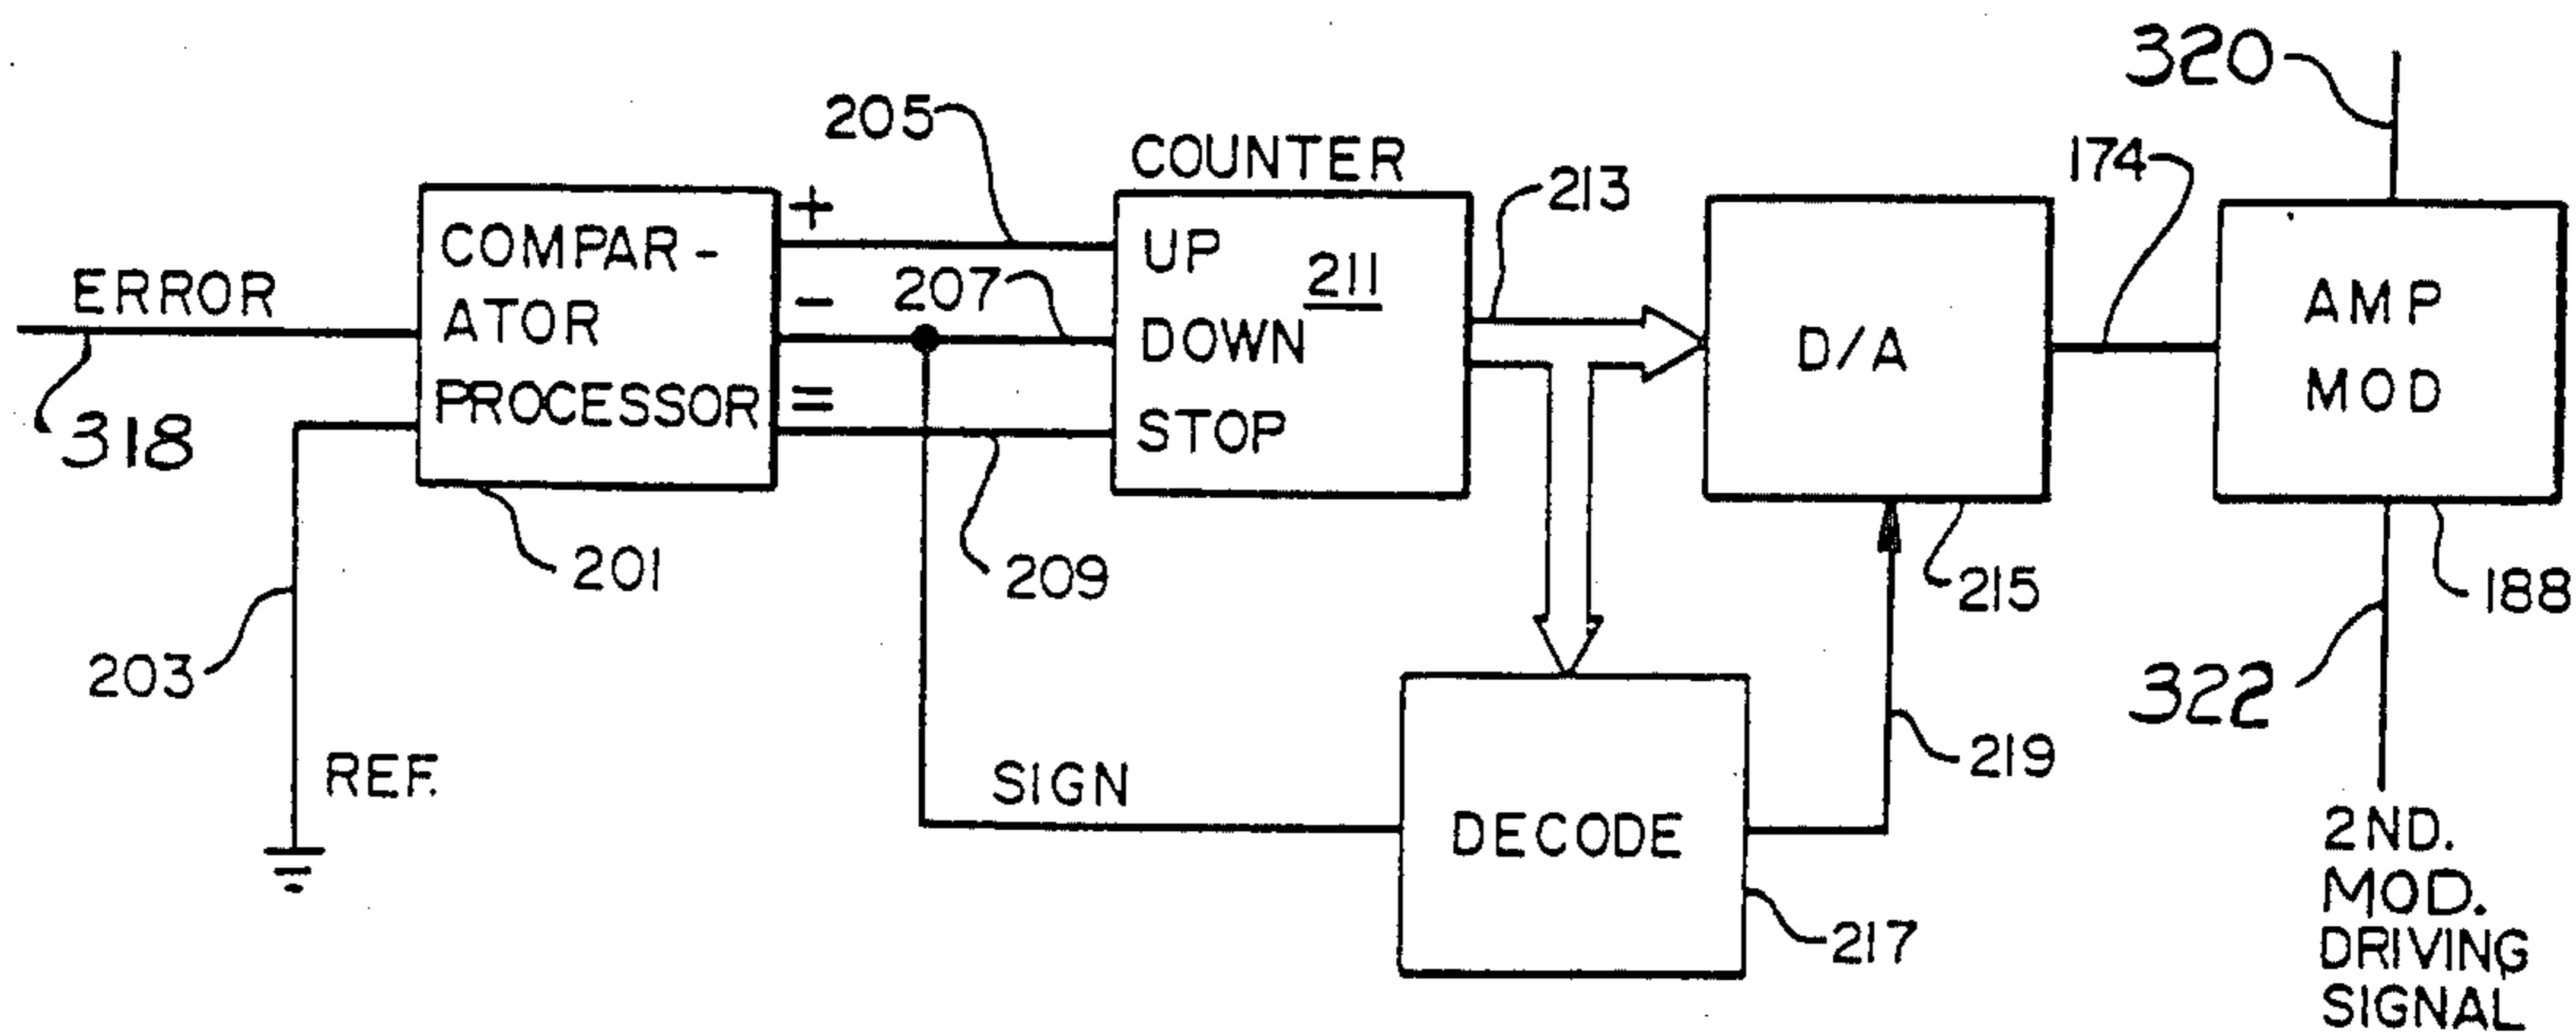 320
205
COUNTER
213
174
+
COMPAR-
ATOR
PROCESSOR
UP
211
ERROR
-
207
DOWN
D/A
AMP
MOD
=
STOP
318
201
209
215
188
203
322
REF.
SIGN
219
DECODE
217
2ND.
MOD.
DRIVING
SIGNAL